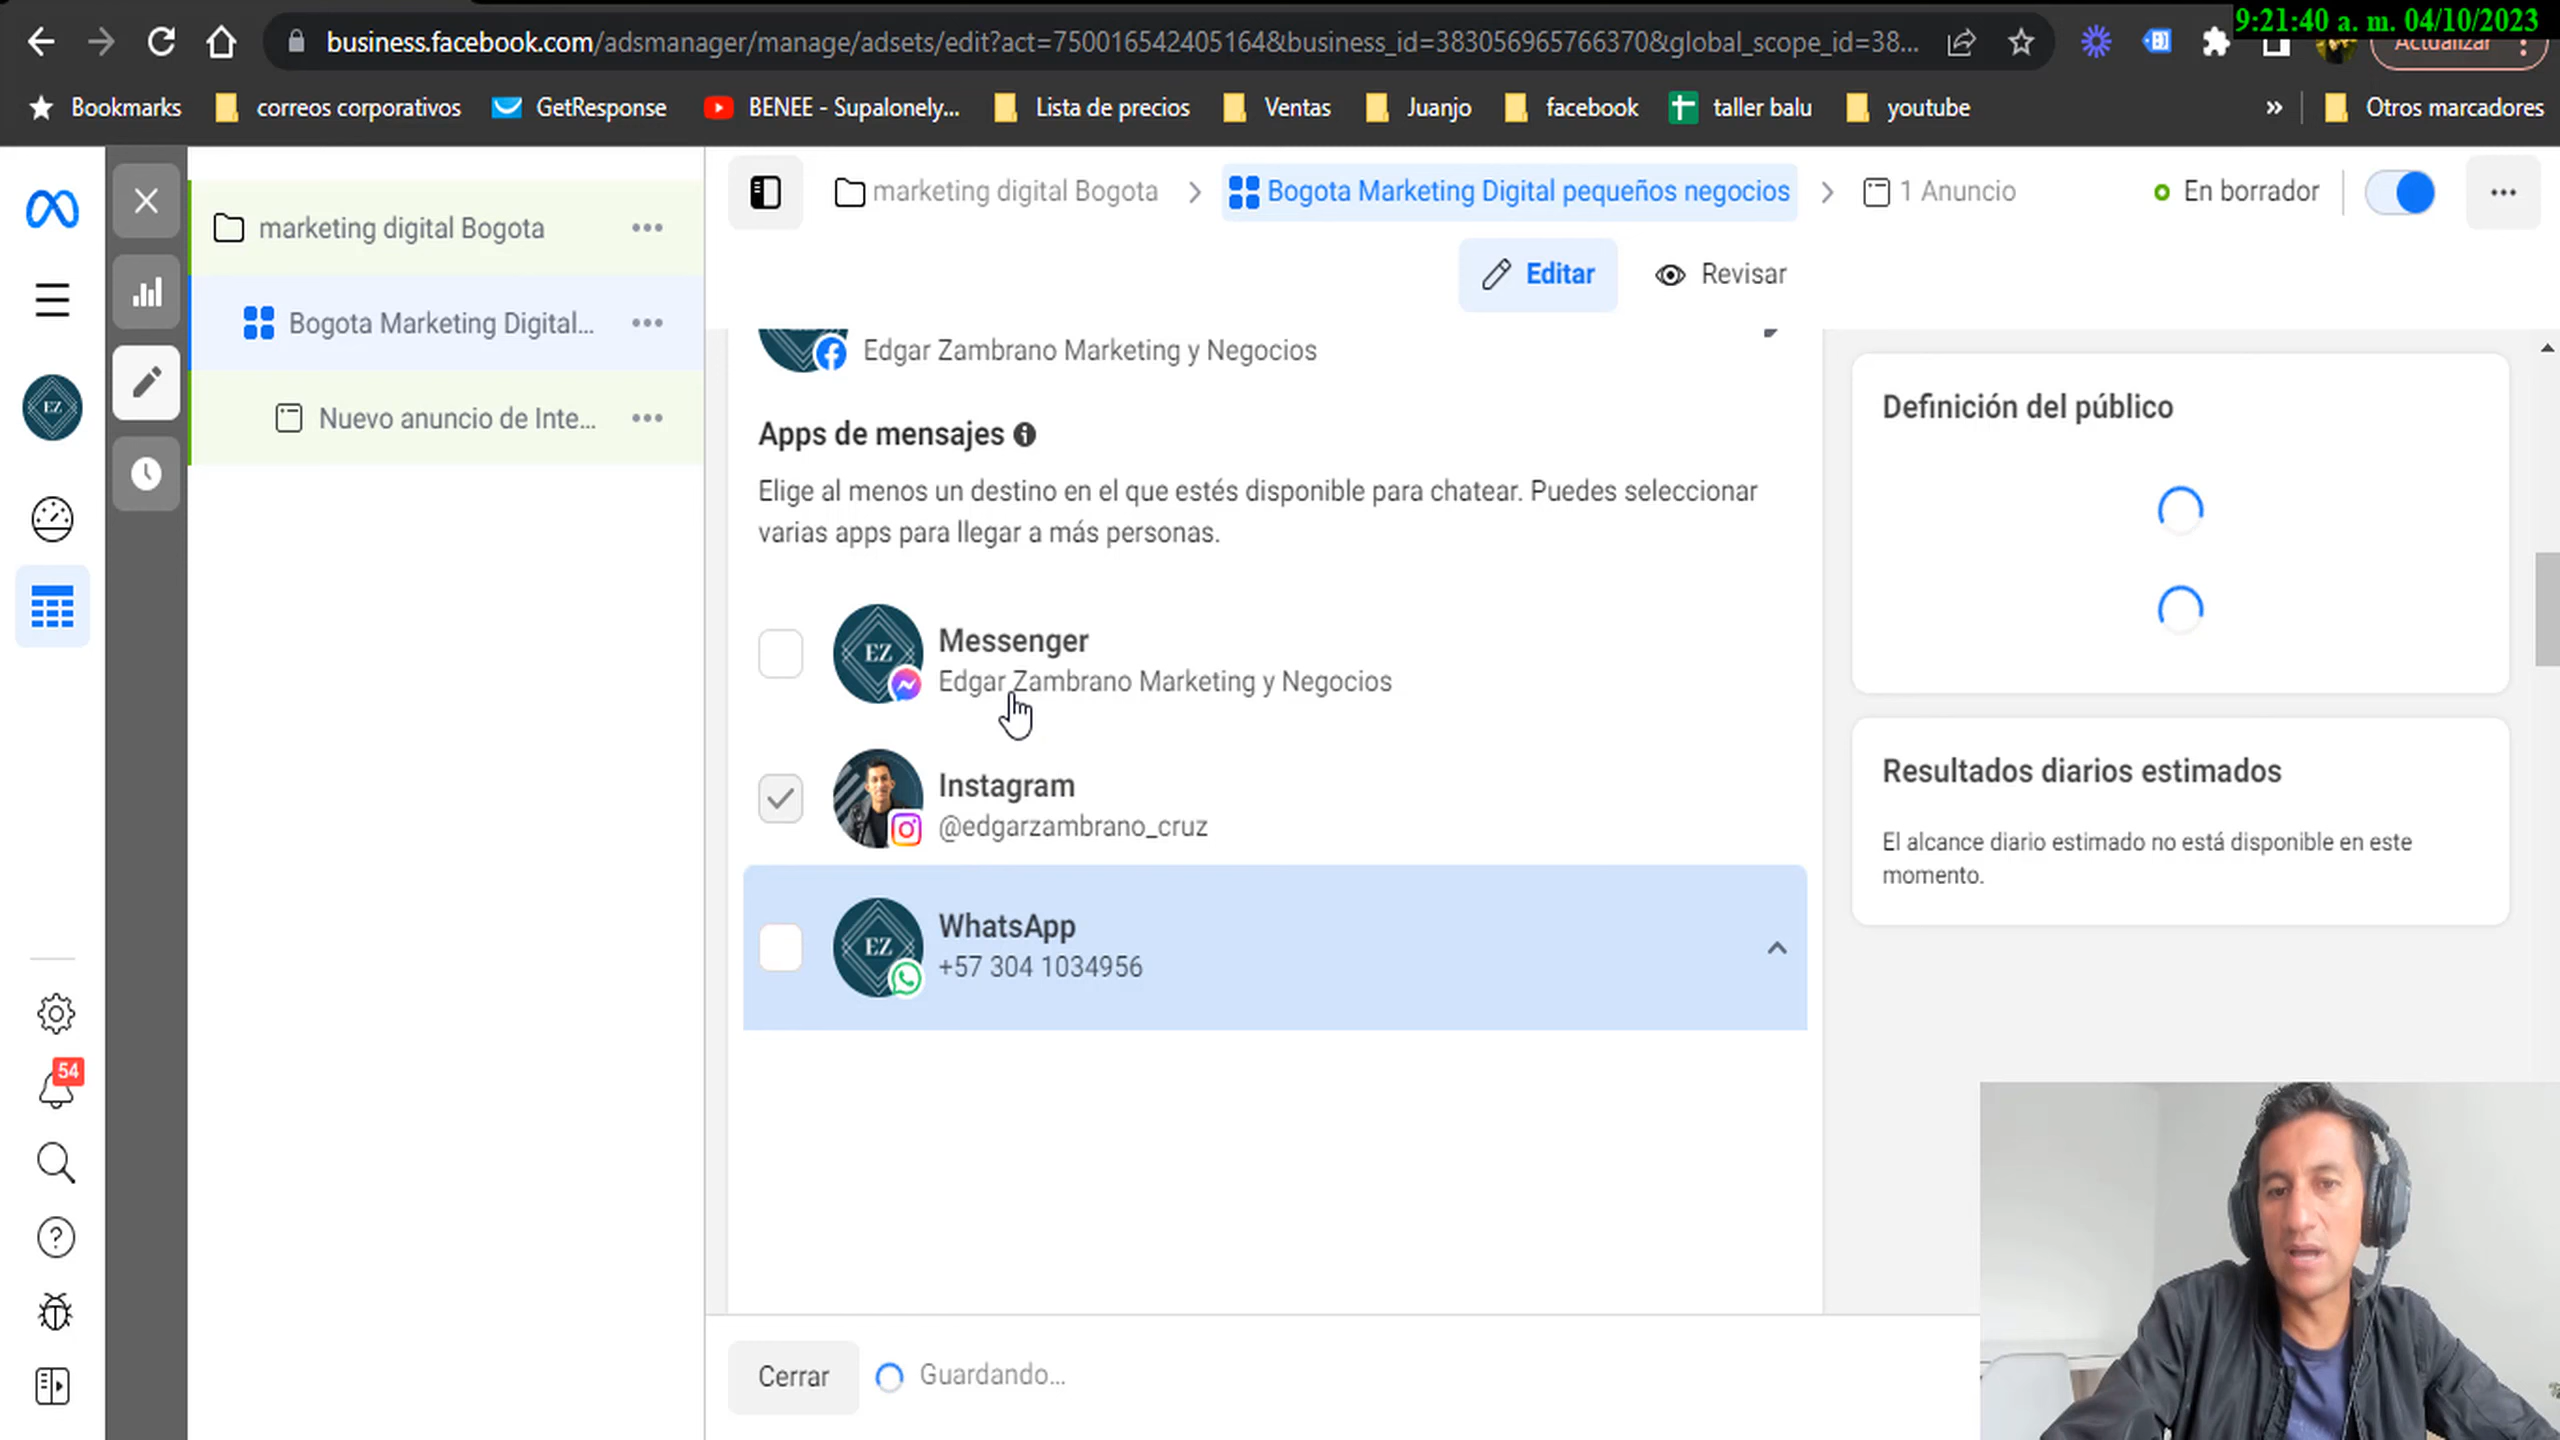 9:21:40 a. m. 04/10/2023
business.facebook.com/adsmanager/manage/adsets/edit?act=750016542405164&business_id=383056965766370&global_scope_id=38...
Actualizar
Bookmarks
correos corporativos
GetResponse
BENEE - Supalonely...
Lista de precios
Ventas
Juanjo
facebook
taller balu
youtube
»
Otros marcadores
marketing digital Bogota
Bogota Marketing Digital...
Nuevo anuncio de Inte...
EZ
54
marketing digital Bogota
Bogota Marketing Digital pequeños negocios
1 Anuncio
En borrador
Editar
Revisar
Edgar Zambrano Marketing y Negocios
Apps de mensajes
Elige al menos un destino en el que estés disponible para chatear. Puedes seleccionar
varias apps para llegar a más personas.
EZ
Messenger
Edgar Zambrano Marketing y Negocios
Instagram
@edgarzambrano_cruz
EZ
WhatsApp
+57 304 1034956
Cerrar
Guardando...
Definición del público
Resultados diarios estimados
El alcance diario estimado no está disponible en este
momento.